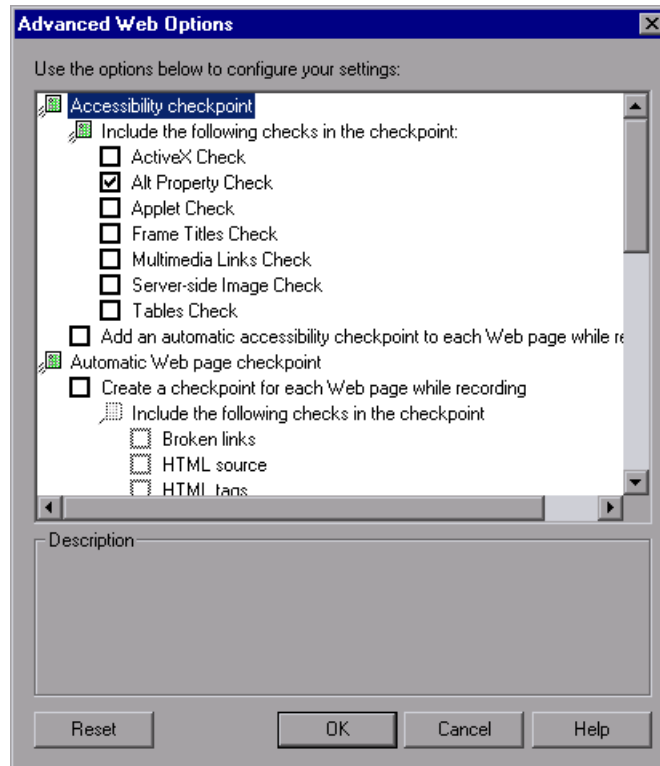 Advanced Web Options
Use the options below to configure your settings:
Accessibility checkpoint
Include the following checks in the checkpoint:
ActiveX Check
Alt Property Check
Applet Check
Frame Titles Check
Multimedia Links Check
Server-side Image Check
Tables Check
Add an automatic accessibility checkpoint to each Web page while re
Automatic Web page checkpoint
Create a checkpoint for each Web page while recording
Include the following checks in the checkpoint
Broken links
HTML source
HTML tags
Description
Reset OK Cancel Help